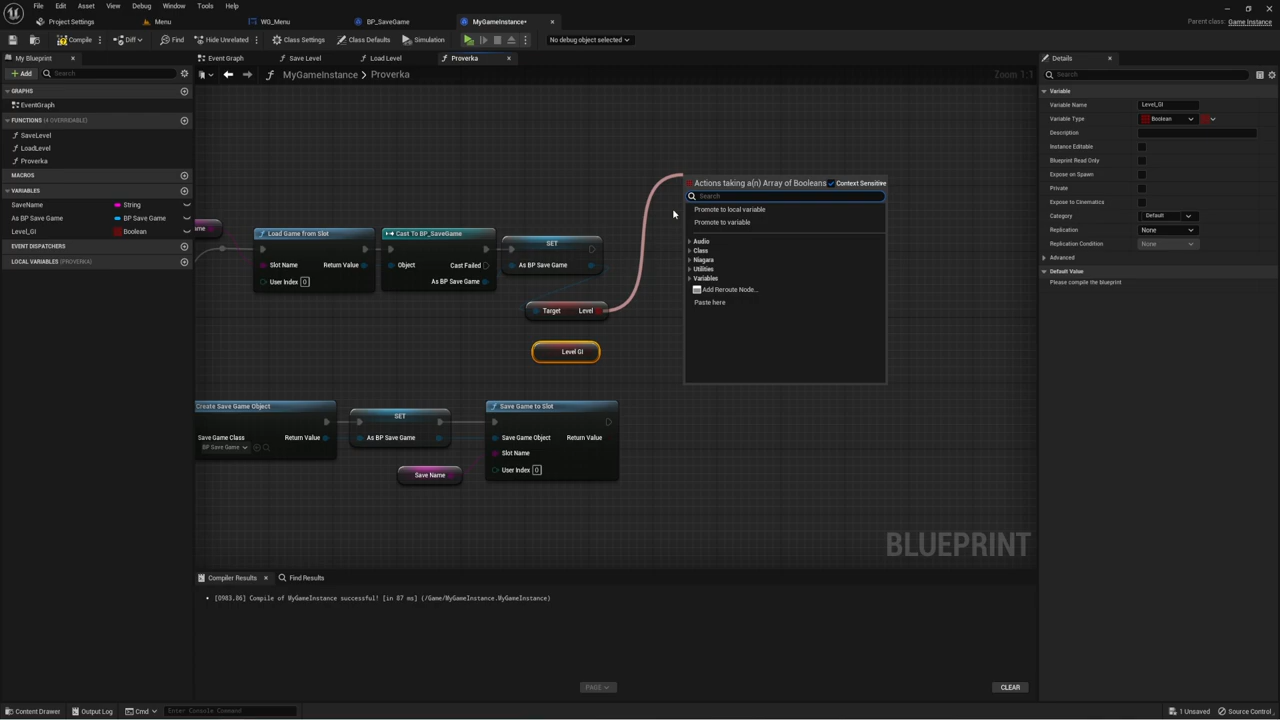 File Edit Asset View Debug Window Tools Help
Project Settings Menu WG_Menu BP_SaveGame MyGameInstance• Parent class: Game Instance
Compile Diff Find Hide Unrelated Class Settings Class Defaults Simulation No debug object selected
My Blueprint Event Graph Save Level Load Level Proverka Details
+ Add Search MyGameInstance > Proverka Zoom 1:1 Search
GRAPHS
EventGraph
FUNCTIONS (4 OVERRIDABLE)
SaveLevel
LoadLevel
Proverka
MACROS
VARIABLES
SaveName String
As BP Save Game BP Save Game
Level_GI Boolean
EVENT DISPATCHERS
LOCAL VARIABLES (PROVERKA)
ame
Load Game from Slot
Slot Name Return Value
User Index 0
Cast To BP_SaveGame
Object Cast Failed
As BP Save Game
SET
As BP Save Game
Target Level
Level GI
Actions taking a(n) Array of Booleans Context Sensitive
Search
Promote to local variable
Promote to variable
Audio
Class
Niagara
Utilities
Variables
Add Reroute Node...
Paste here
Create Save Game Object
Save Game Class Return Value
BP Save Game
SET
As BP Save Game
Save Name
Save Game to Slot
Save Game Object Return Value
Slot Name
User Index 0
BLUEPRINT
Variable
Variable Name Level_GI
Variable Type Boolean
Description
Instance Editable
Blueprint Read Only
Expose on Spawn
Private
Expose to Cinematics
Category Default
Replication None
Replication Condition None
Advanced
Default Value
Please compile the blueprint
Compiler Results Find Results
[0983.86] Compile of MyGameInstance successful! [in 87 ms] (/Game/MyGameInstance.MyGameInstance)
PAGE CLEAR
Content Drawer Output Log Cmd Enter Console Command 1 Unsaved Source Control